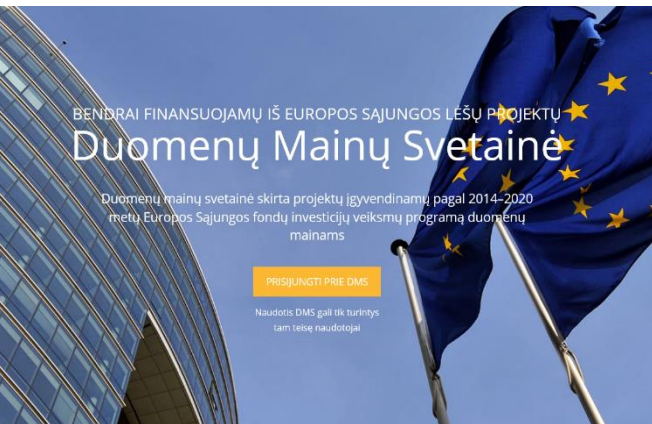 BENDRAI FINANSUOJAMŲ IŠ EUROPOS SĄJUNGOS LĖŠŲ PROJEKTŲ
Duomenų Mainų Svetainė
Duomenų mainų svetainė skirta projektų įgyvendinamų pagal 2014–2020
metų Europos Sąjungos fondų investicijų veiksmų programą duomenų
mainams
PRISIJUNGTI PRIE DMS
Naudotis DMS gali tik turintys
tam teisę naudotojai